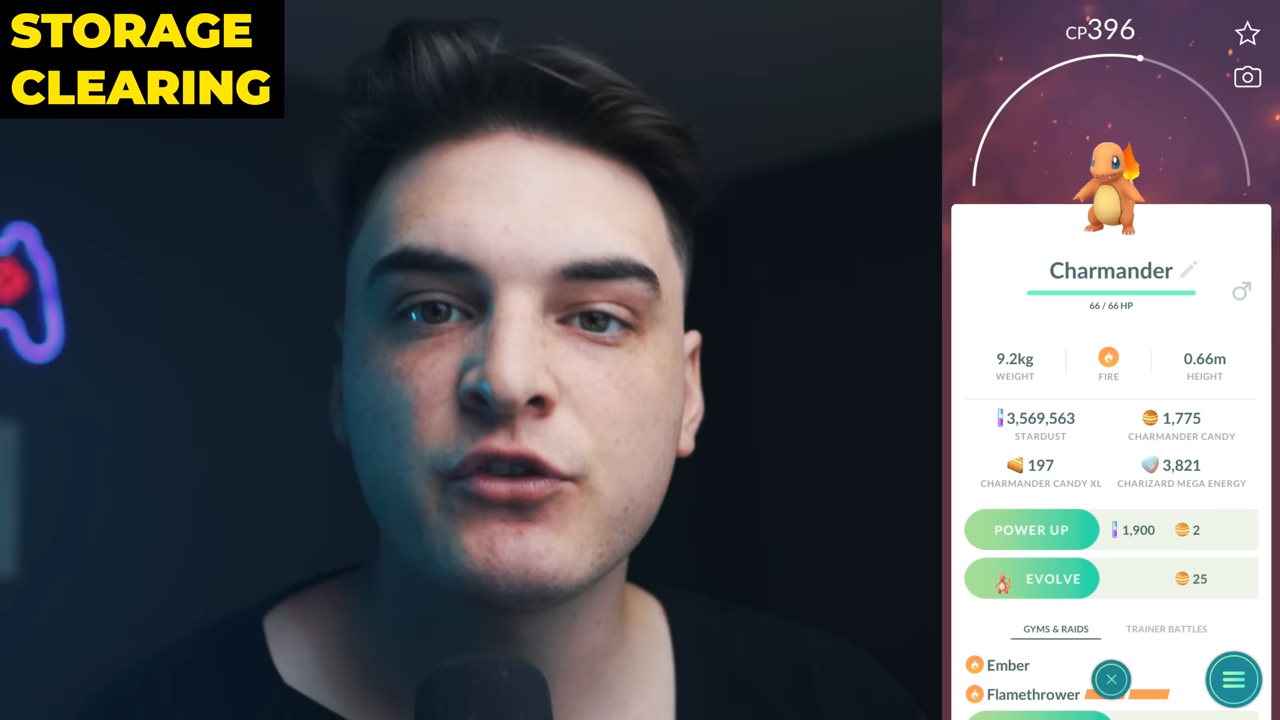 STORAGE
CLEARING
CP396
Charmander
66 / 66 HP
9.2kg
WEIGHT
FIRE
0.66m
HEIGHT
3,569,563
STARDUST
1,775
CHARMANDER CANDY
197
CHARMANDER CANDY XL
3,821
CHARIZARD MEGA ENERGY
POWER UP 1,900 2
EVOLVE 25
GYMS & RAIDS TRAINER BATTLES
Ember
Flamethrower